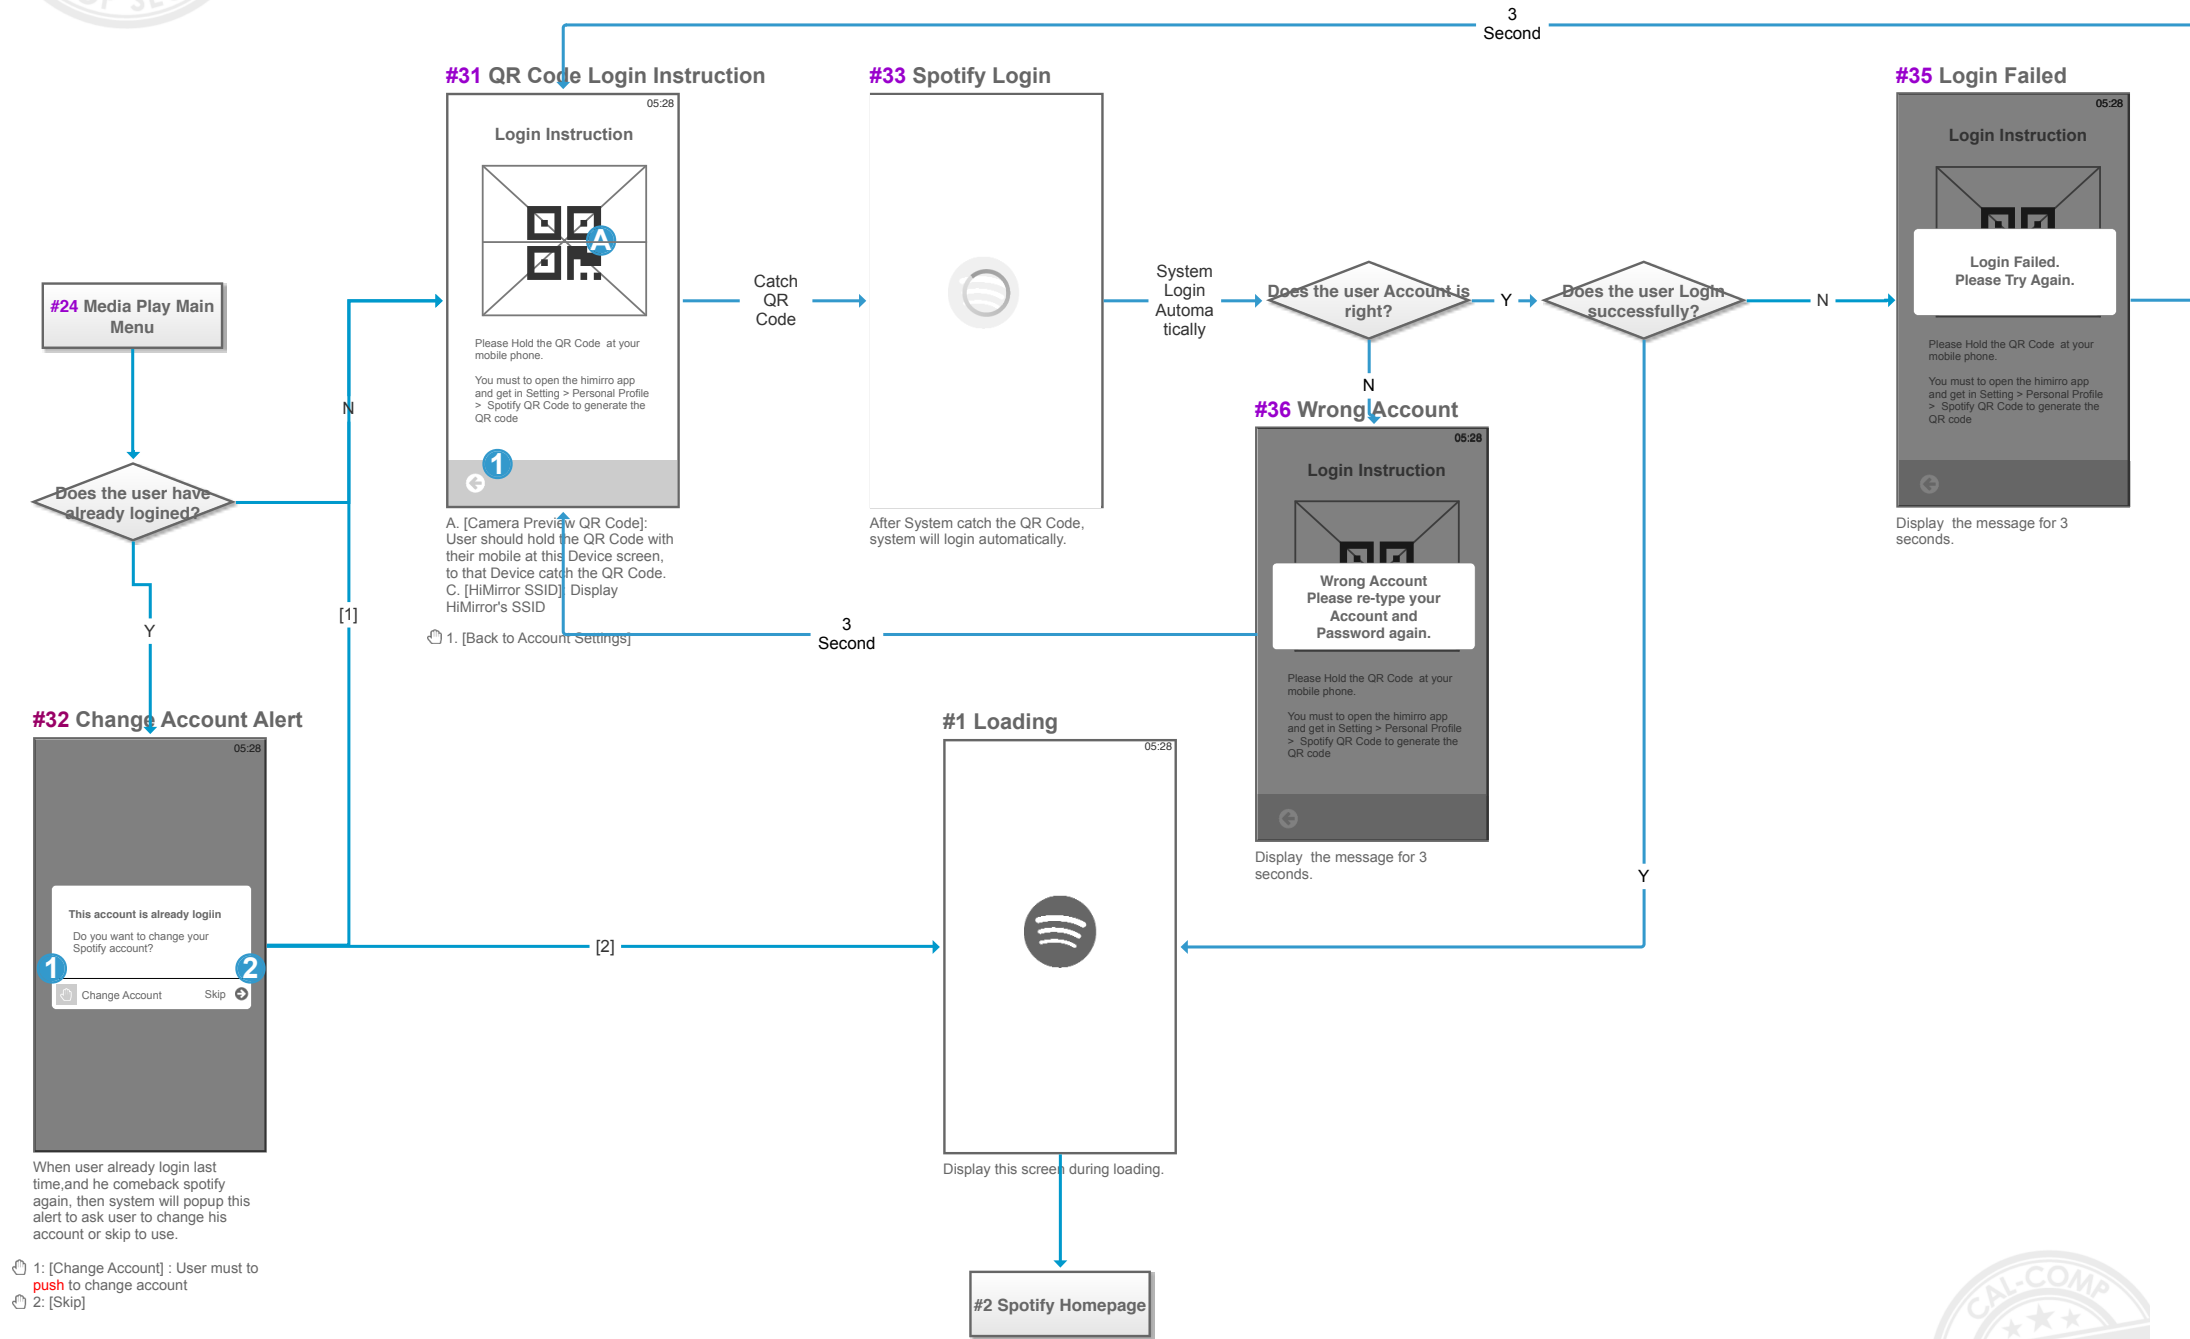 3
Second
#31 QR Code Login Instruction
05:28
Login Instruction
A
Please Hold the QR Code  at your
mobile phone.
You must to open the himirro app
and get in Setting > Personal Profile
>  Spotify QR Code to generate the
QR code
1
A. [Camera Preview QR Code]:
User should hold the QR Code with
their mobile at this Device screen,
to that Device catch the QR Code.
C. [HiMirror SSID]: Display
HiMirror's SSID
1. [Back to Account Settings]
#33 Spotify Login
After System catch the QR Code,
system will login automatically.
Catch
QR
Code
System
Login
Automa
tically
Does the user Account is
right?
Y
Does the user Login
successfully?
N
#35 Login Failed
05:28
Login Instruction
Login Failed.
Please Try Again.
Please Hold the QR Code  at your
mobile phone.
You must to open the himirro app
and get in Setting > Personal Profile
>  Spotify QR Code to generate the
QR code
Display  the message for 3
seconds.
N
#36 Wrong Account
05:28
Login Instruction
Wrong Account
Please re-type your
Account and
Password again.
Please Hold the QR Code  at your
mobile phone.
You must to open the himirro app
and get in Setting > Personal Profile
>  Spotify QR Code to generate the
QR code
Display  the message for 3
seconds.
3
Second
Y
#24 Media Play Main
Menu
Does the user have
already logined?
N
[1]
Y
#32 Change Account Alert
05:28
This account is already logiin
Do you want to change your
Spotify account?
1
2
Change Account
Skip
When user already login last
time,and he comeback spotify
again, then system will popup this
alert to ask user to change his
account or skip to use.
1: [Change Account] : User must to
push to change account
2: [Skip]
[2]
#1 Loading
05:28
Display this screen during loading.
#2 Spotify Homepage
CAL-COMP